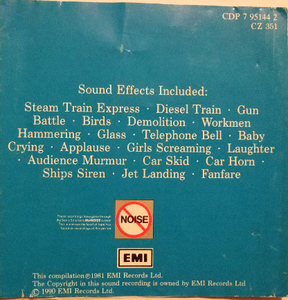 CDP 7 95144 2
CZ 351
Sound Effects Included:
Steam Train Express · Diesel Train · Gun
Battle · Birds · Demolition · Workmen
Hammering · Glass · Telephone Bell · Baby
Crying · Applause · Girls Screaming · Laughter
· Audience Murmur · Car Skid · Car Horn ·
Ships Siren · Jet Landing · Fanfare
NOISE
EMI
This compilation ℗ 1981 EMI Records Ltd.
The Copyright in this sound recording is owned by EMI Records Ltd
© 1990 EMI Records Ltd.